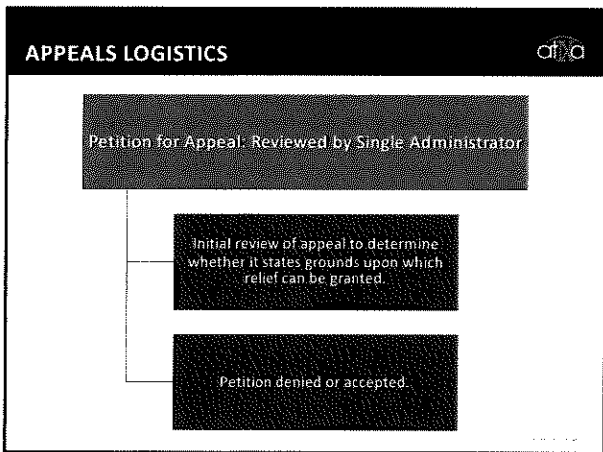 APPEALS LOGISTICS
atixa
Petition for Appeal: Reviewed by Single Administrator
Initial review of appeal to determine
whether it states grounds upon which
relief can be granted.
Petition denied or accepted.